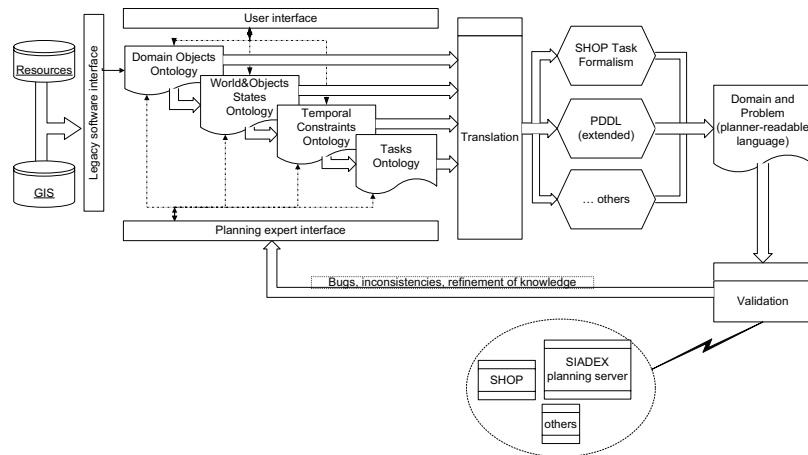 User interface
Resources
GIS
Legacy software interface
Domain Objects
Ontology
World&Objects
States
Ontology
Temporal
Constraints
Ontology
Tasks
Ontology
Planning expert interface
Translation
SHOP Task
Formalism
PDDL
(extended)
... others
Domain and
Problem
(planner-readable
language)
Bugs, inconsistencies, refinement of knowledge
Validation
SHOP
SIADEX
planning server
others